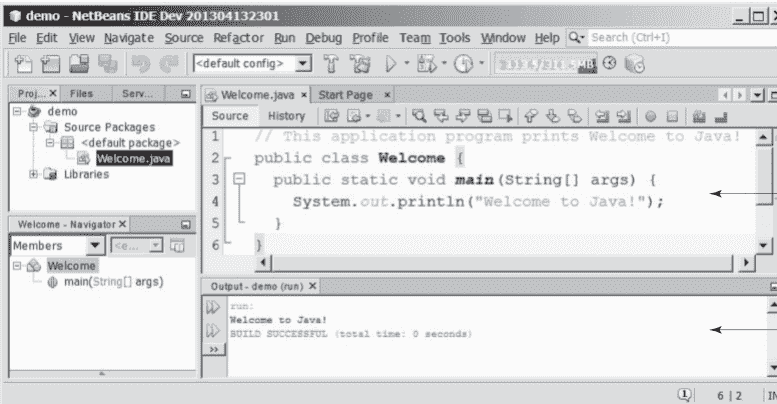 demo - NetBeans IDE Dev 201304132301
File Edit View Navigate Source Refactor Run Debug Profile Team Tools Window Help Search (Ctrl+I)
<default config>
Proj... Files Serv...
demo
Source Packages
<default package>
Welcome.java
Libraries
Welcome.java Start Page
Source History
1 // This application program prints Welcome to Java!
2 public class Welcome {
3 public static void main(String[] args) {
4 System.out.println("Welcome to Java!");
5 }
6 }
Welcome - Navigator
Members <e...
Welcome
main(String[] args)
Output - demo (run)
run:
Welcome to Java!
BUILD SUCCESSFUL (total time: 0 seconds)
6 | 2 IN